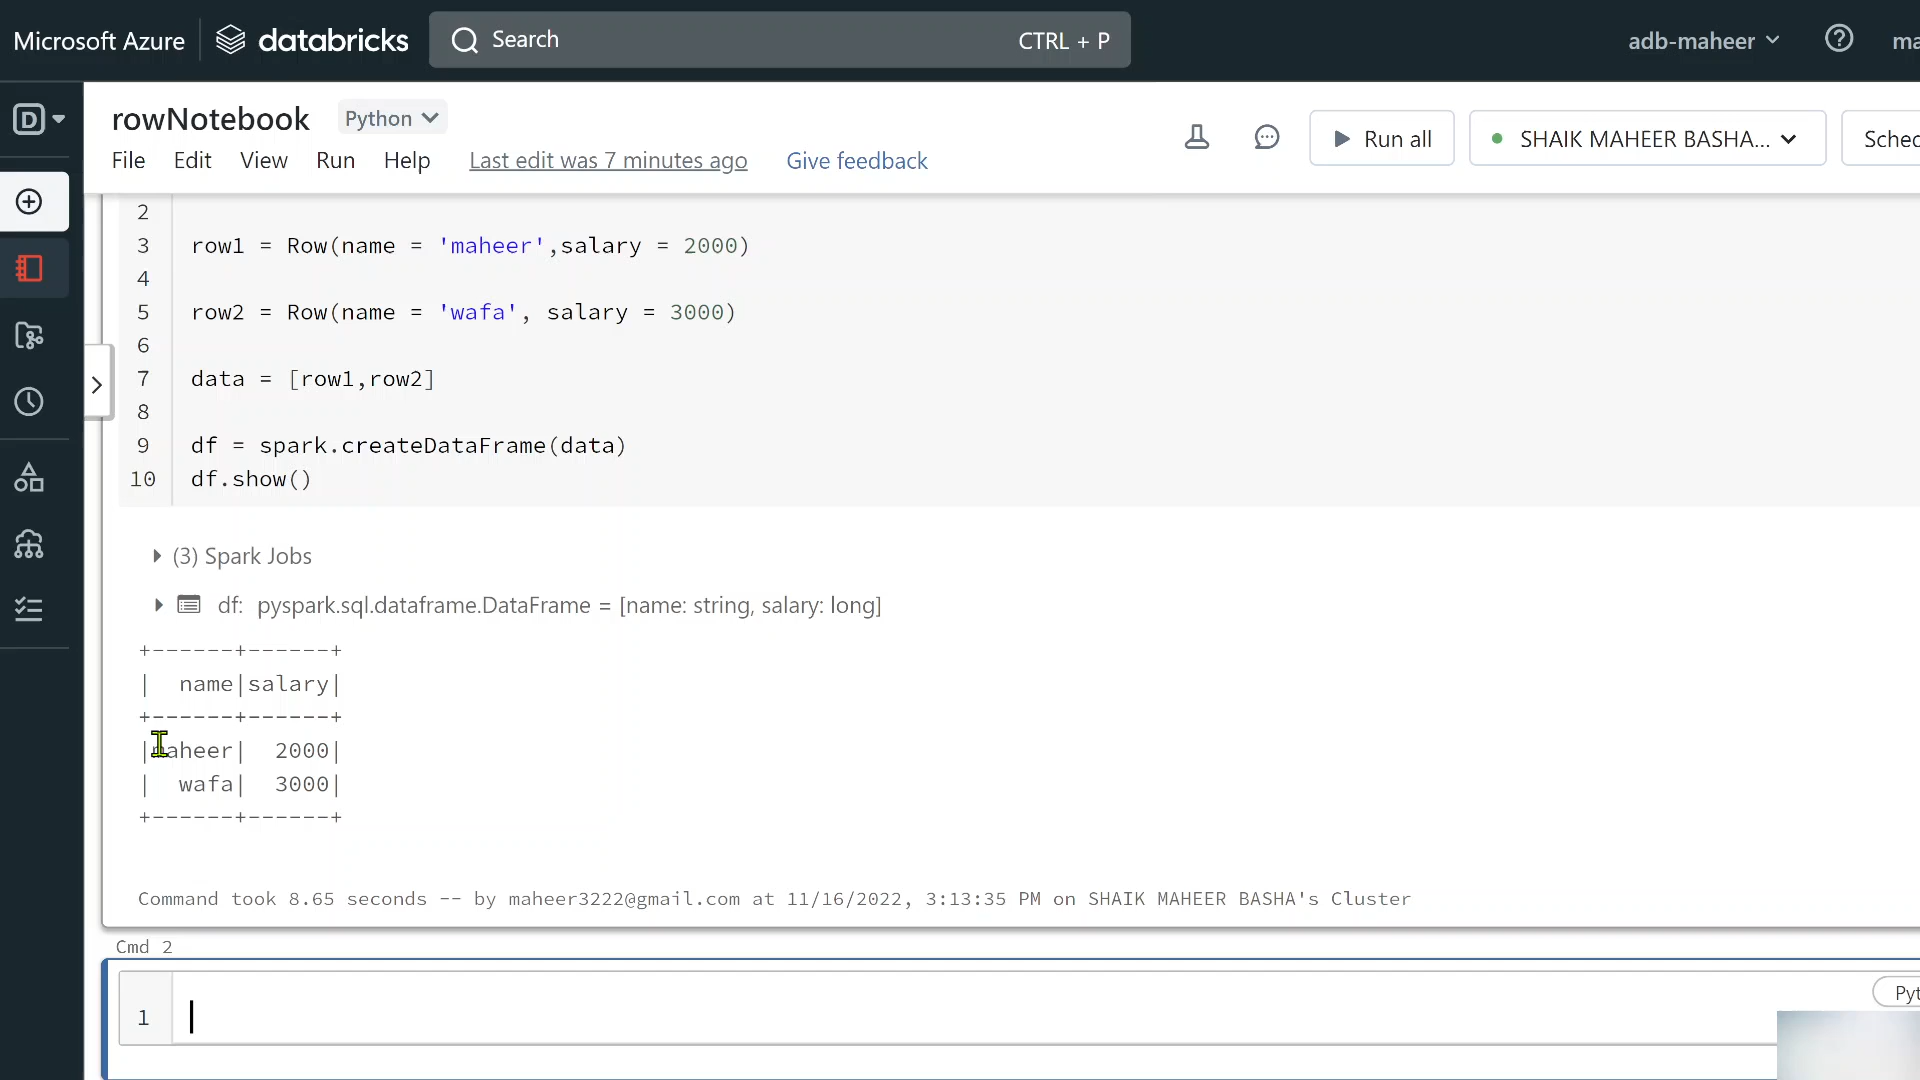 Microsoft Azure databricks Search CTRL + P adb-maheer ma
rowNotebook Python
File Edit View Run Help Last edit was 7 minutes ago Give feedback Run all SHAIK MAHEER BASHA... Sched
2
3 row1 = Row(name = 'maheer',salary = 2000)
4
5 row2 = Row(name = 'wafa', salary = 3000)
6
7 data = [row1,row2]
8
9 df = spark.createDataFrame(data)
10 df.show()
(3) Spark Jobs
df: pyspark.sql.dataframe.DataFrame = [name: string, salary: long]
+------+------+
|  name|salary|
+------+------+
|maheer|  2000|
|  wafa|  3000|
+------+------+
Command took 8.65 seconds -- by maheer3222@gmail.com at 11/16/2022, 3:13:35 PM on SHAIK MAHEER BASHA's Cluster
Cmd 2
Pyt
1